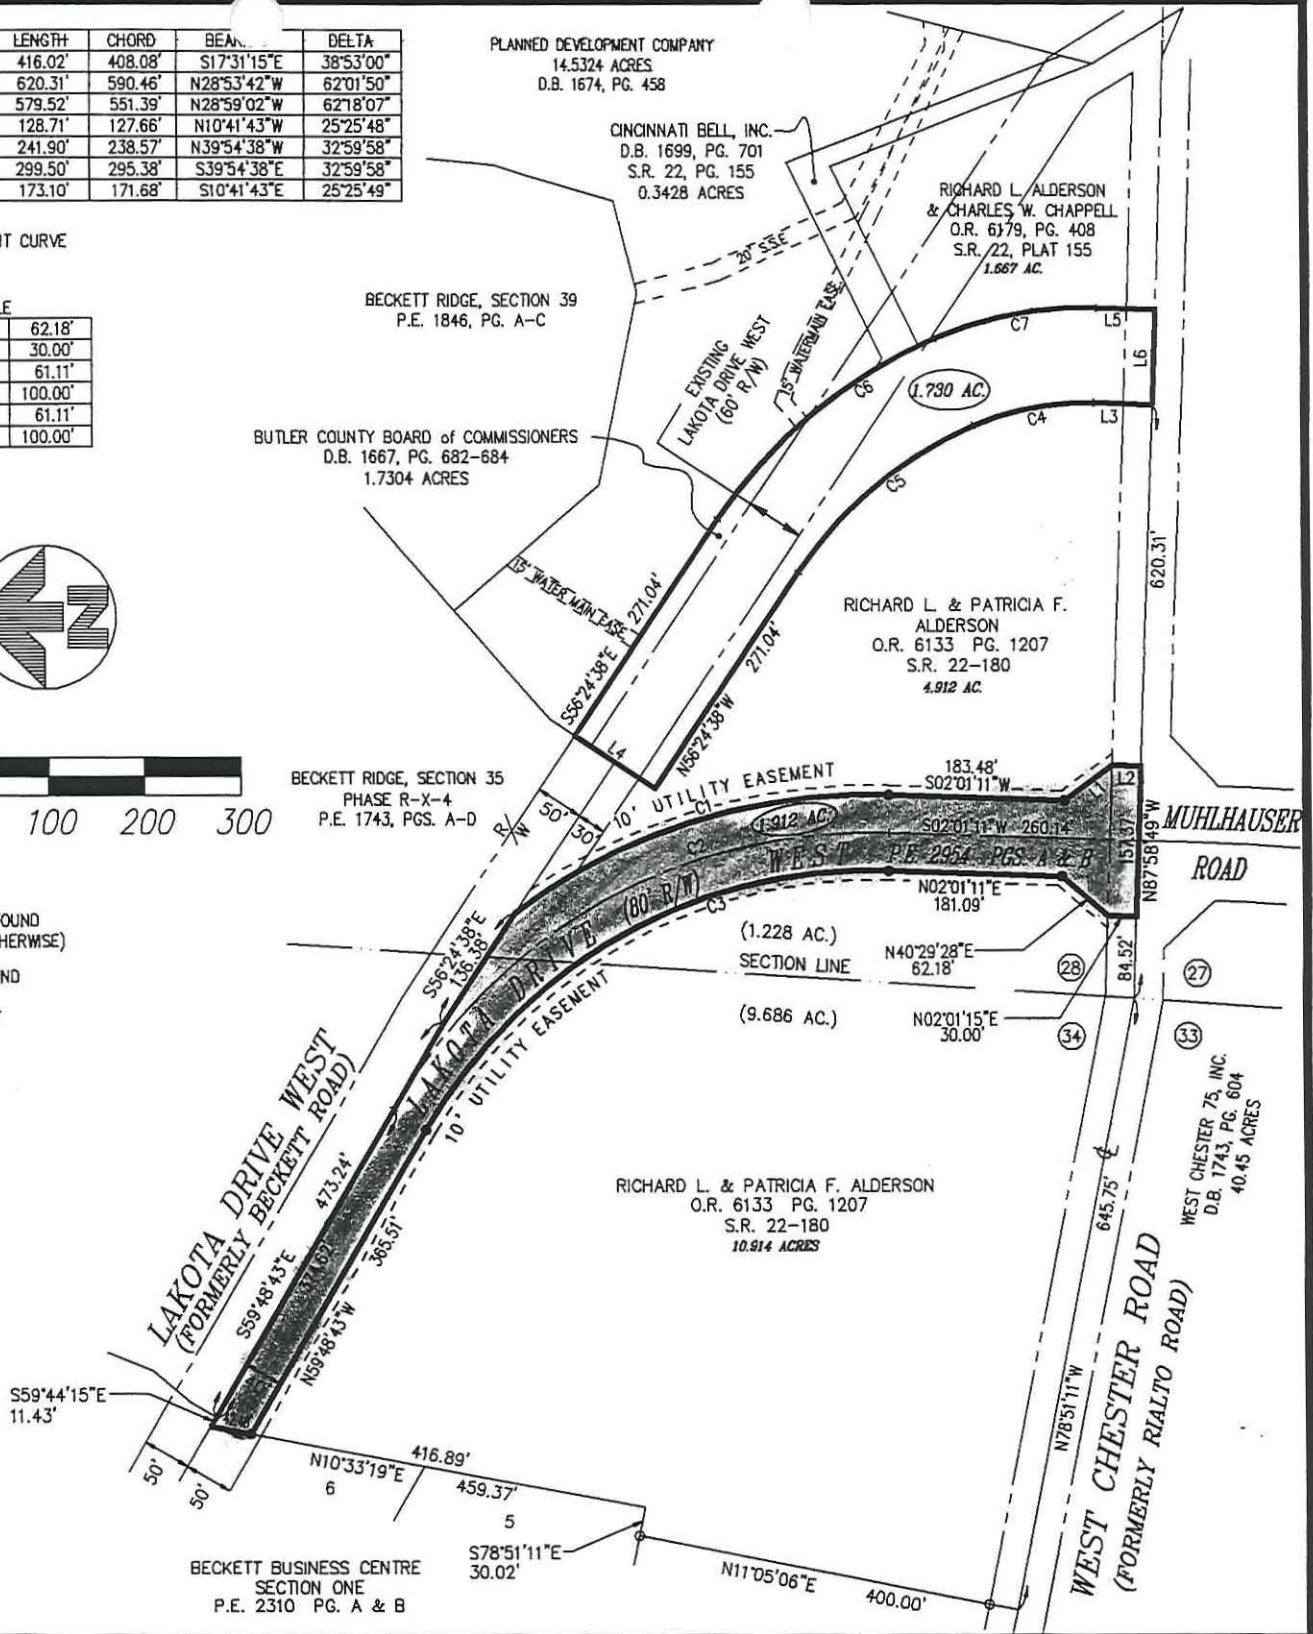 LENGTH CHORD DELTA
416.02' 408.08' S17°31'15"E 38°53'00"
620.31' 590.46' N28°53'42"W 62°01'50"
579.52' 551.39' N28°59'02"W 62°18'07"
128.71' 127.66' N10°41'43"W 25°25'48"
241.90' 238.57' N39°54'38"W 32°59'58"
299.50' 295.38' S39°54'38"E 32°59'58"
173.10' 171.68' S10°41'43"E 25°25'49"
CURVE
62.18'
30.00'
61.11'
100.00'
61.11'
100.00'
PLANNED DEVELOPMENT COMPANY
14.5324 ACRES
D.B. 1674, PG. 458
CINCINNATI BELL, INC.
D.B. 1699, PG. 701
S.R. 22, PG. 155
0.3428 ACRES
RICHARD L. ALDERSON
& CHARLES W. CHAPPELL
O.R. 6179, PG. 408
S.R. 22, PLAT 155
1.667 AC.
20' S.S.E
BECKETT RIDGE, SECTION 39
P.E. 1846, PG. A-C
EXISTING
LAKOTA DRIVE WEST
(60' R/W)
15' WATERMAIN EASE.
C7
L5
L6
C6
1.730 AC.
C4
L3
C5
BUTLER COUNTY BOARD of COMMISSIONERS
D.B. 1667, PG. 682-684
1.7304 ACRES
15' WATER MAIN EASE
S56°24'38"E 271.04'
N56°24'38"W 271.04'
L4
620.31'
RICHARD L. & PATRICIA F.
ALDERSON
O.R. 6133 PG. 1207
S.R. 22-180
4.912 AC.
N
100 200 300
BECKETT RIDGE, SECTION 35
PHASE R-X-4
P.E. 1743, PGS. A-D
R/W
50' 30'
10' UTILITY EASEMENT
C1
183.48'
S02°01'11"W
L1
L2
1.912 AC.
C2
S02°01'11"W 260.14'
157.37'
N87°58'49"W
MUHLHAUSER
ROAD
LAKOTA DRIVE WEST
(80' R/W)
PE 2954 PGS. A & B
C3
N02°01'11"E
181.09'
(1.228 AC.)
SECTION LINE
(9.686 AC.)
N40°29'28"E
62.18'
28
84.52'
27
N02°01'15"E
30.00'
34
33
S56°24'38"E
136.38'
10' UTILITY EASEMENT
LAKOTA DRIVE WEST
(FORMERLY BECKETT ROAD)
473.24'
S59°48'43"E
365.51'
N59°48'43"W
RICHARD L. & PATRICIA F. ALDERSON
O.R. 6133 PG. 1207
S.R. 22-180
10.914 ACRES
WEST CHESTER 75, INC.
D.B. 1743, PG. 604
40.45 ACRES
645.75'
N78°51'11"W
WEST CHESTER ROAD
(FORMERLY RIALTO ROAD)
S59°44'15"E
11.43'
50'
50'
416.89'
N10°33'19"E
6
459.37'
5
S78°51'11"E
30.02'
N11°05'06"E 400.00'
BECKETT BUSINESS CENTRE
SECTION ONE
P.E. 2310 PG. A & B